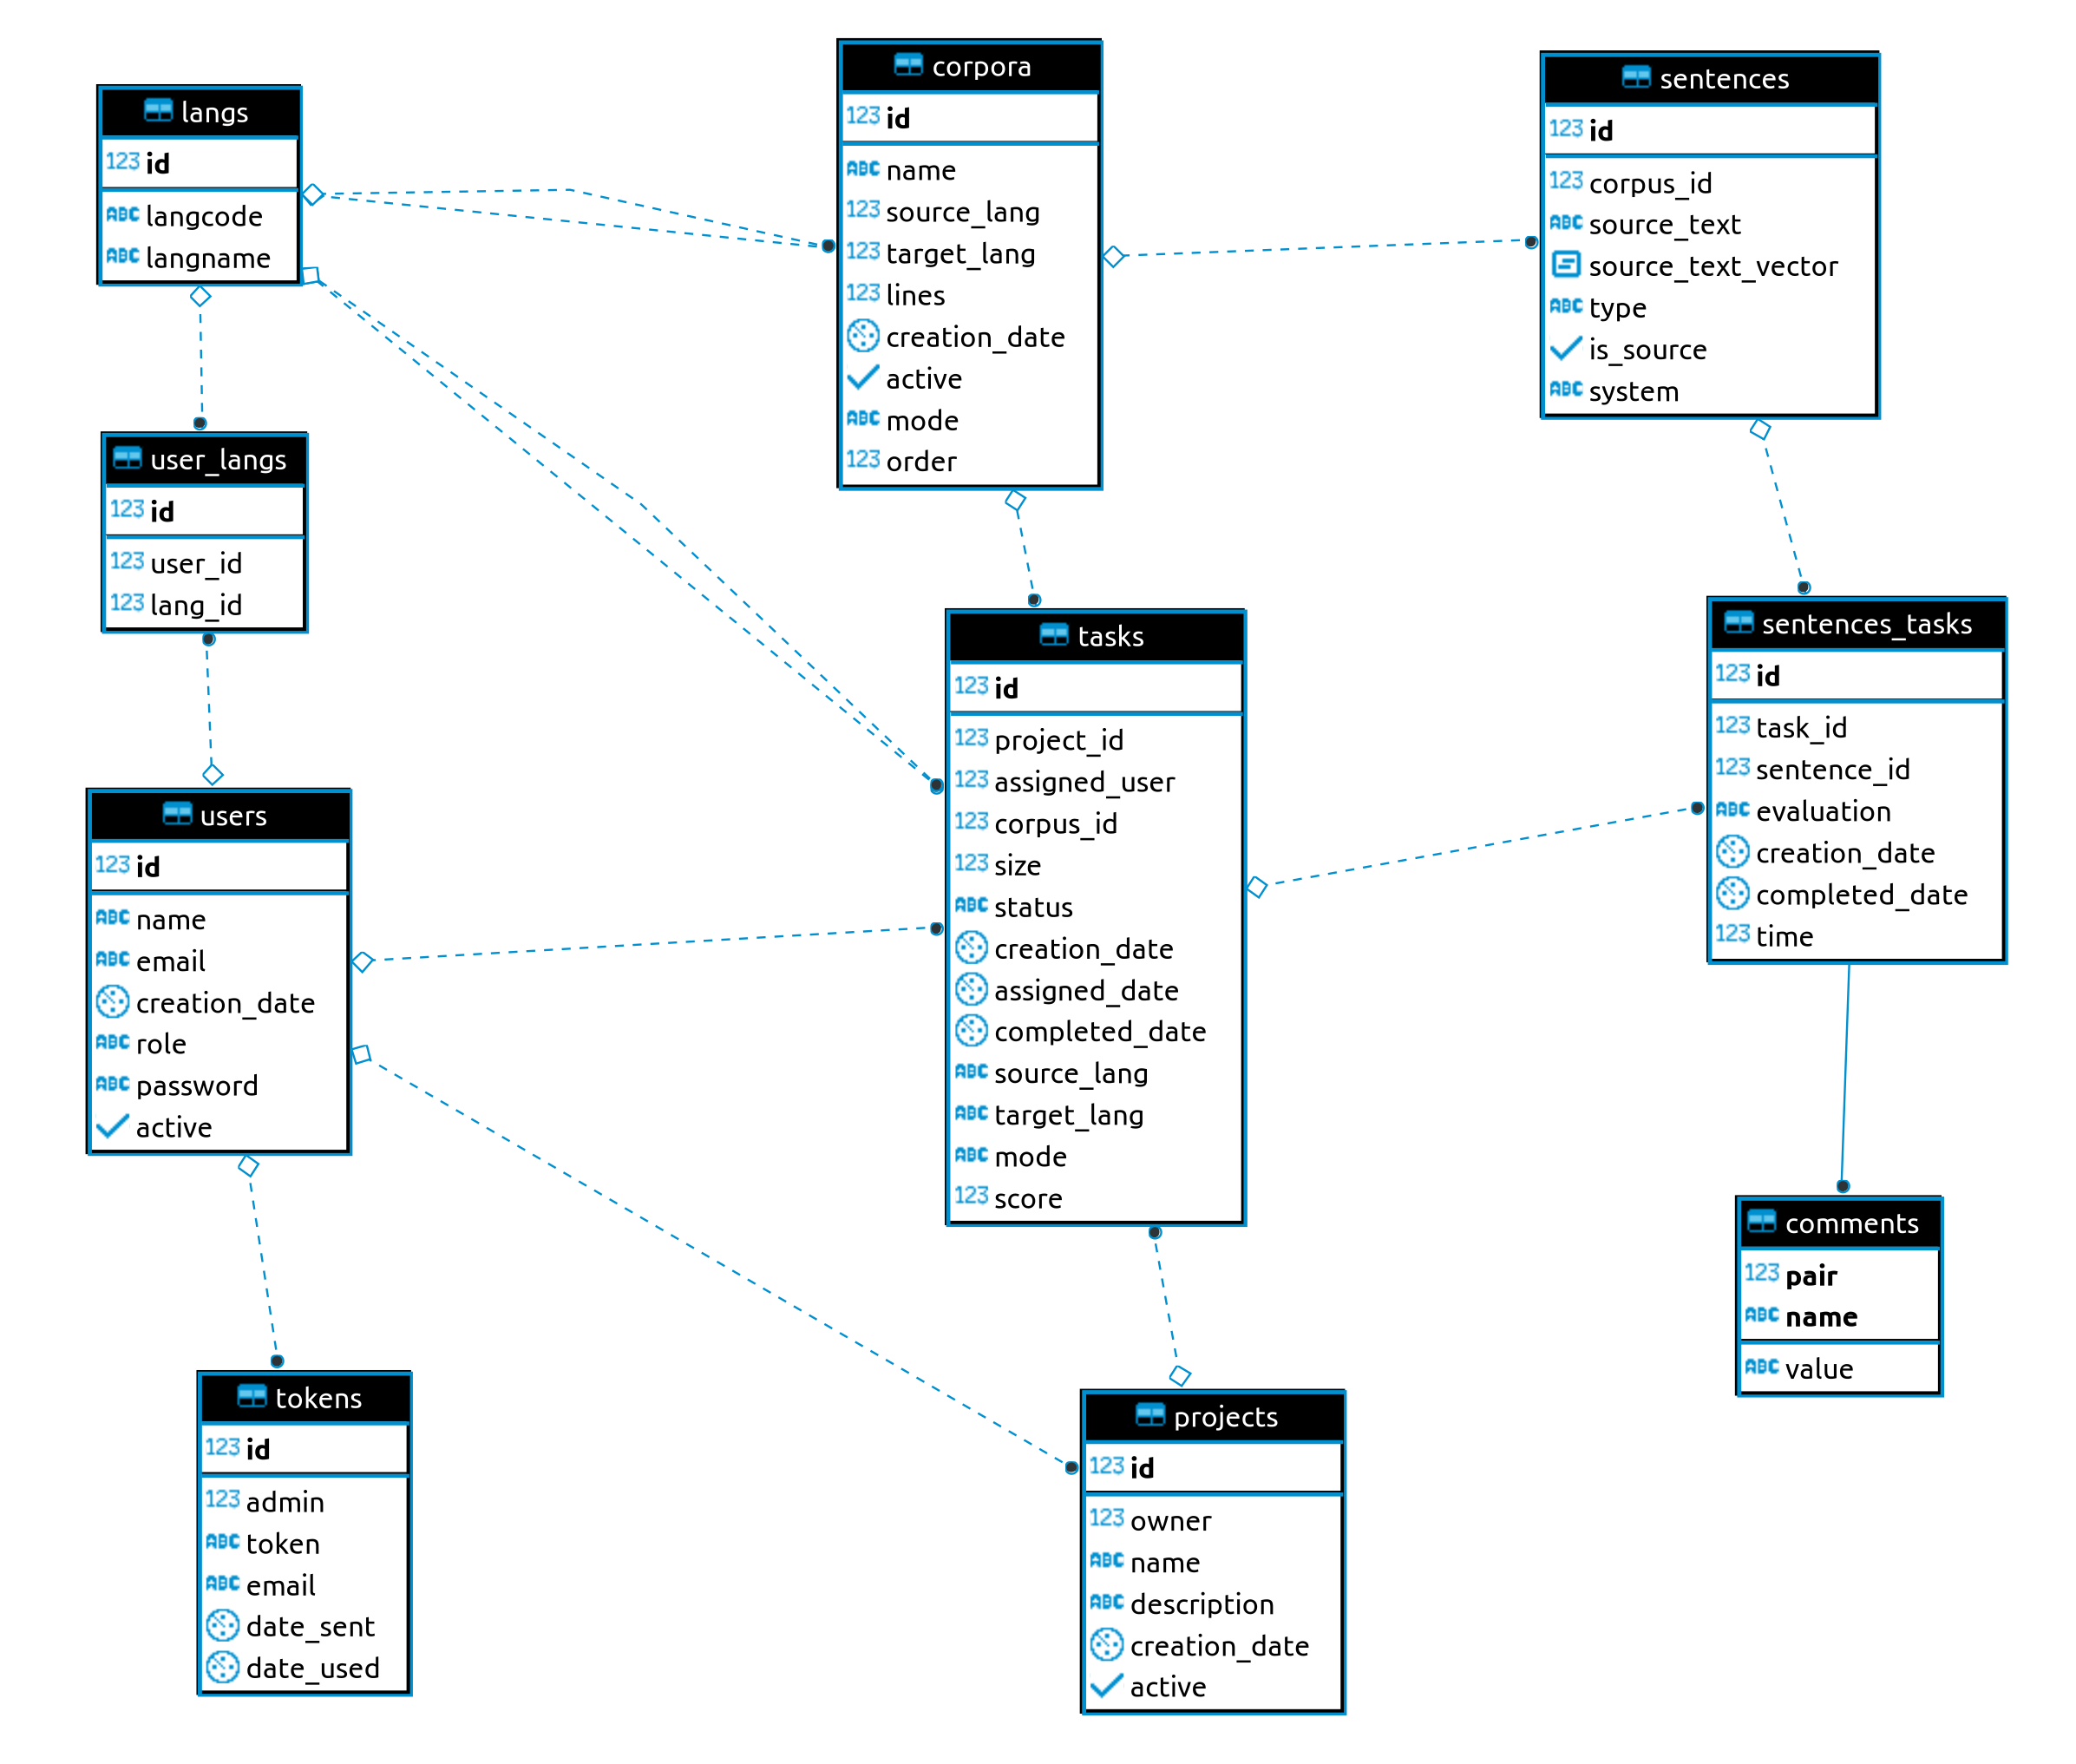 langs
123 id
ABC langcode
ABC langname
corpora
123 id
ABC name
123 source_lang
123 target_lang
123 lines
creation_date
active
ABC mode
123 order
sentences
123 id
123 corpus_id
ABC source_text
source_text_vector
ABC type
is_source
ABC system
user_langs
123 id
123 user_id
123 lang_id
tasks
123 id
123 project_id
123 assigned_user
123 corpus_id
123 size
ABC status
creation_date
assigned_date
completed_date
ABC source_lang
ABC target_lang
ABC mode
123 score
sentences_tasks
123 id
123 task_id
123 sentence_id
ABC evaluation
creation_date
completed_date
123 time
users
123 id
ABC name
ABC email
creation_date
ABC role
ABC password
active
comments
123 pair
ABC name
ABC value
tokens
123 id
123 admin
ABC token
ABC email
date_sent
date_used
projects
123 id
123 owner
ABC name
ABC description
creation_date
active